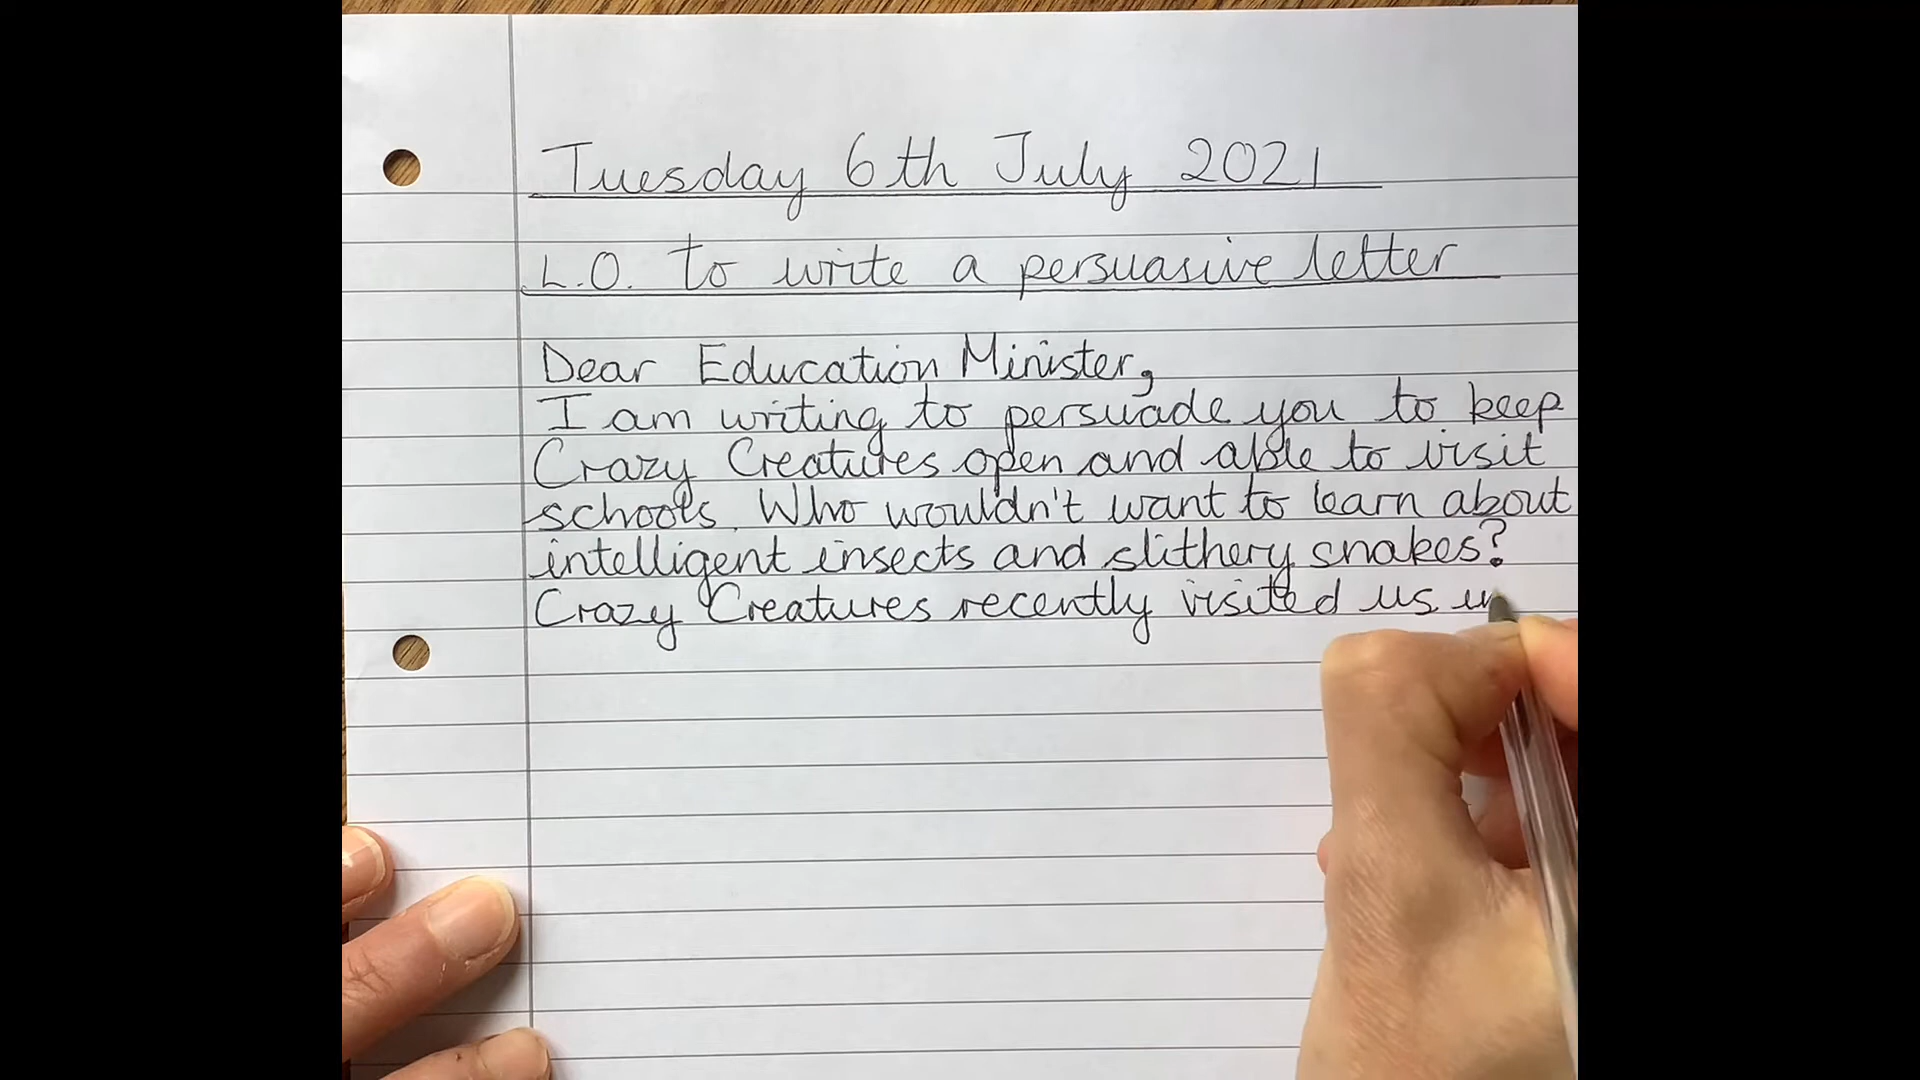 Tuesday 6th July 2021
L.O. to write a persuasive letter
Dear Education Minister,
I am writing to persuade you to keep
Crazy Creatures open and able to visit
schools. Who wouldn't want to learn about
intelligent insects and slithery snakes?
Crazy Creatures recently visited us